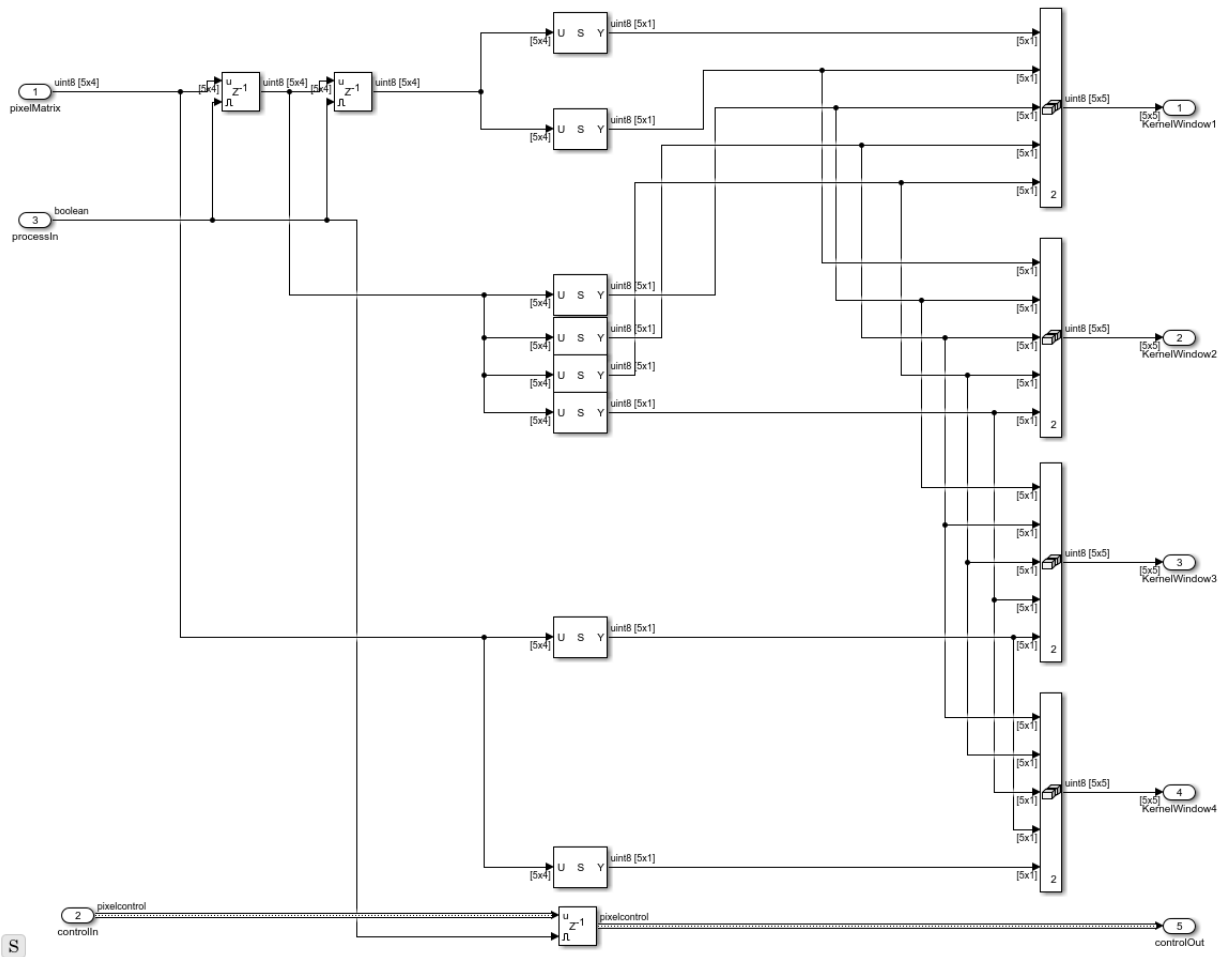 uint8 [5x1]
U S Y
[5x4]
[5x1]
uint8 [5x4]
[5x4]
u
Z-1
uint8 [5x4]
[5x4]
u
Z-1
uint8 [5x4]
[5x1]
1
pixelMatrix
uint8 [5x1]
U S Y
[5x4]
[5x1]
uint8 [5x5]
[5x5]
1
KernelWindow1
[5x1]
[5x1]
2
boolean
3
processIn
[5x1]
uint8 [5x1]
U S Y
[5x4]
[5x1]
uint8 [5x1]
U S Y
[5x4]
[5x1]
uint8 [5x5]
[5x5]
2
KernelWindow2
uint8 [5x1]
U S Y
[5x4]
[5x1]
uint8 [5x1]
U S Y
[5x4]
[5x1]
2
[5x1]
[5x1]
uint8 [5x5]
[5x1]
[5x5]
3
KernelWindow3
[5x1]
uint8 [5x1]
U S Y
[5x4]
[5x1]
2
[5x1]
[5x1]
uint8 [5x5]
[5x1]
[5x5]
4
KernelWindow4
[5x1]
uint8 [5x1]
U S Y
[5x4]
[5x1]
2
pixelcontrol
2
controlIn
u
Z-1
pixelcontrol
5
controlOut
S